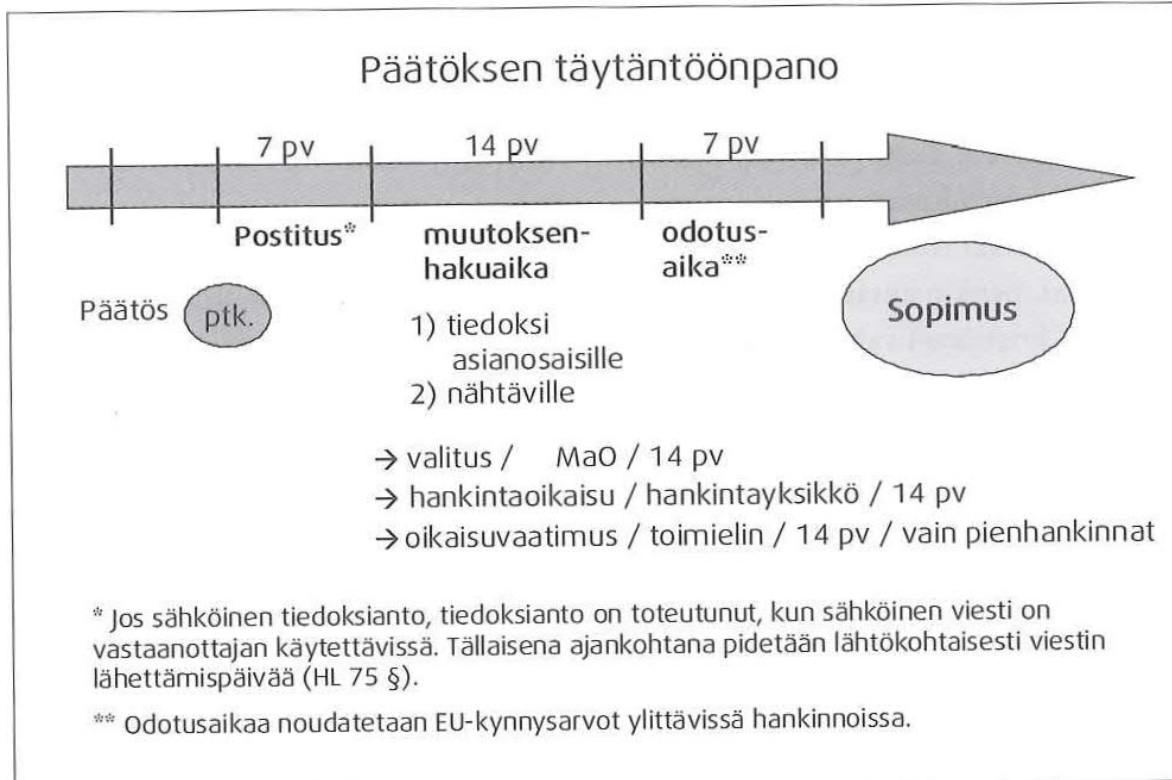 Päätöksen täytäntöönpano
7 pv 14 pv 7 pv
Postitus* muutoksen- odotus-
hakuaika aika**
Päätös ptk. Sopimus
1) tiedoksi
asianosaisille
2) nähtäville
→ valitus / MaO / 14 pv
→ hankintaoikaisu / hankintayksikkö / 14 pv
→ oikaisuvaatimus / toimielin / 14 pv / vain pienhankinnat
* Jos sähköinen tiedoksianto, tiedoksianto on toteutunut, kun sähköinen viesti on
vastaanottajan käytettävissä. Tällaisena ajankohtana pidetään lähtökohtaisesti viestin
lähettämispäivää (HL 75 §).
** Odotusaikaa noudatetaan EU-kynnysarvot ylittävissä hankinnoissa.